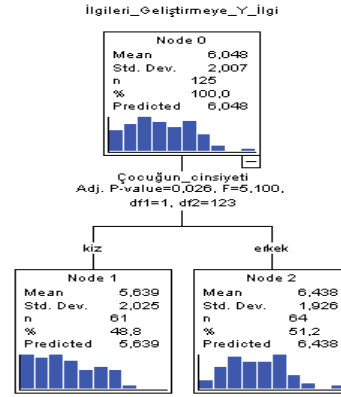 İlgileri_Geliştirmeye_Y_İlgi
Node 0
Mean 6,048
Std. Dev. 2,007
n 125
% 100,0
Predicted 6,048
Çocuğun_cinsiyeti
Adj. P-value=0,026, F=5,100,
df1=1, df2=123
kiz erkek
Node 1
Mean 5,639
Std. Dev. 2,025
n 61
% 48,8
Predicted 5,639
Node 2
Mean 6,438
Std. Dev. 1,926
n 64
% 51,2
Predicted 6,438